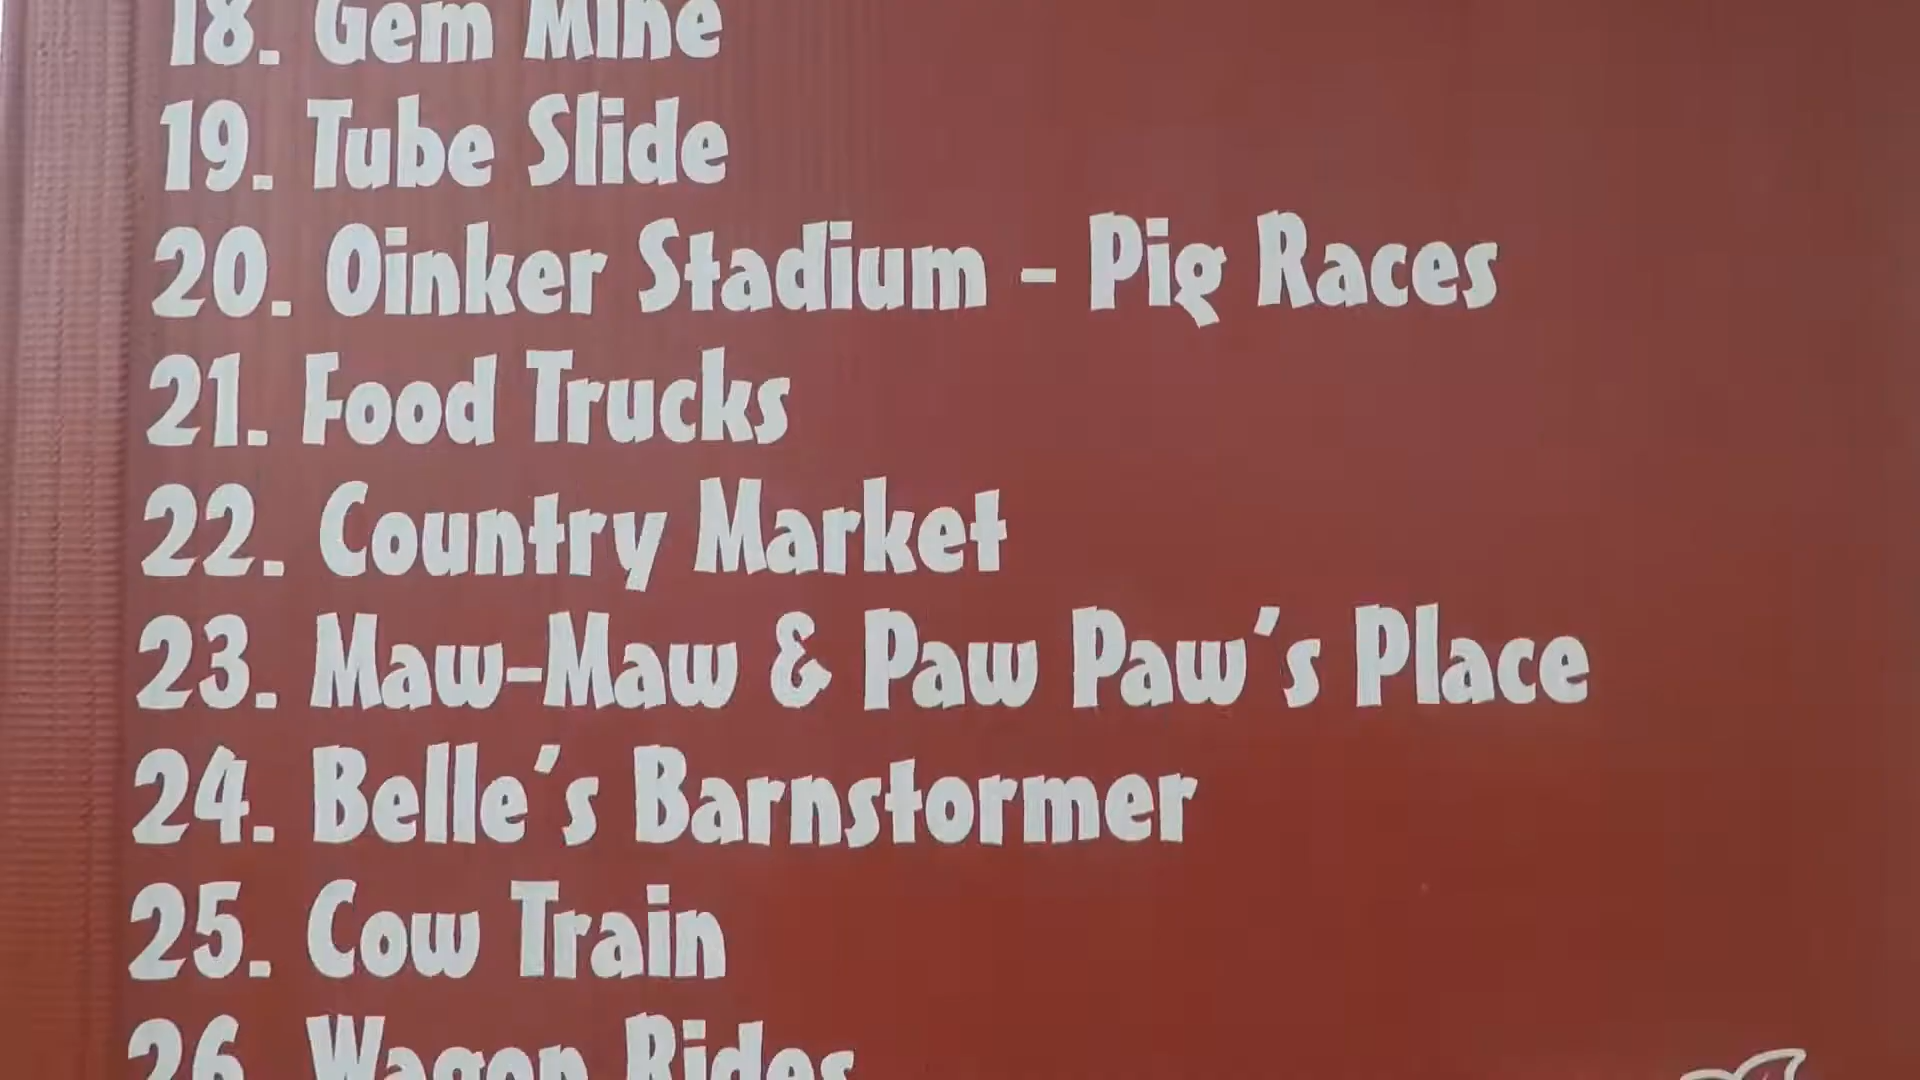 18. Gem Mine
19. Tube Slide
20. Oinker Stadium - Pig Races
21. Food Trucks
22. Country Market
23. Maw-Maw & Paw Paw's Place
24. Belle's Barnstormer
25. Cow Train
26. Wagon Rides